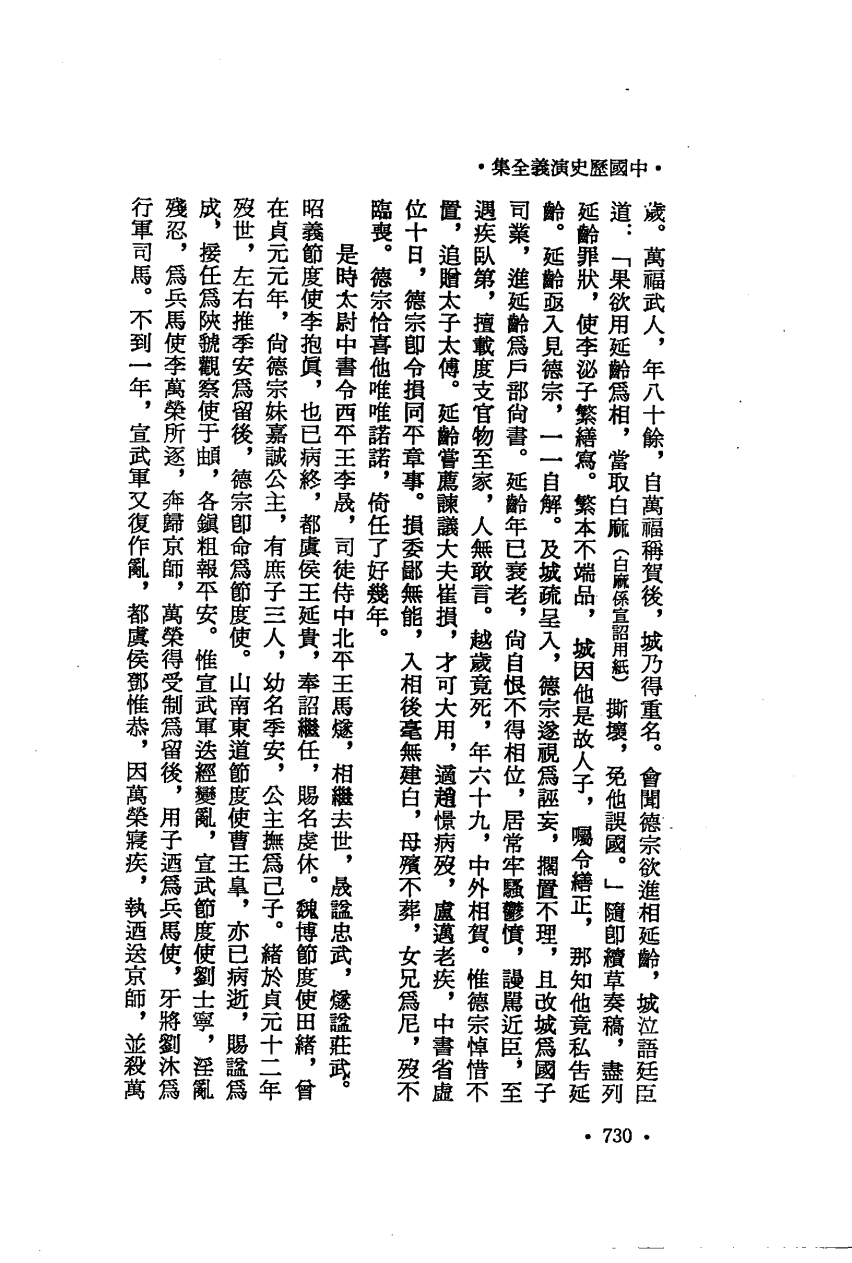 •中國歷史演義全集•
歲。萬福武人，年八十餘，自萬福稱賀後，城乃得重名。會聞德宗欲進相延齡，城泣語廷臣
道：「果欲用延齡爲相，當取白麻（白麻係宣詔用紙）撕壞，免他誤國。」隨卽續草奏稿，盡列
延齡罪狀，使李泌子繁繕寫。繁本不端品，城因他是故人子，囑令繕正，那知他竟私告延
齡。延齡亟入見德宗，一一自解。及城疏呈入，德宗遂視爲誣妄，擱置不理，且改城爲國子
司業，進延齡爲戶部尙書。延齡年已衰老，尙自恨不得相位，居常牢騷鬱憤，謾罵近臣，至
遇疾臥第，擅載度支官物至家，人無敢言。越歲竟死，年六十九，中外相賀。惟德宗悼惜不
置，追贈太子太傅。延齡嘗薦諫議大夫崔損，才可大用，適趙憬病歿，盧邁老疾，中書省虛
位十日，德宗卽令損同平章事。損委鄙無能，入相後毫無建白，母殯不葬，女兄爲尼，歿不
臨喪。德宗恰喜他唯唯諾諾，倚任了好幾年。
是時太尉中書令西平王李晟，司徒侍中北平王馬燧，相繼去世，晟諡忠武，燧諡莊武。
昭義節度使李抱眞，也已病終，都虞侯王延貴，奉詔繼任，賜名虔休。魏博節度使田緒，曾
在貞元元年，尙德宗妹嘉誠公主，有庶子三人，幼名季安，公主撫爲己子。緒於貞元十二年
歿世，左右推季安爲留後，德宗卽命爲節度使。山南東道節度使曹王皐，亦已病逝，賜諡爲
成，接任爲陝虢觀察使于頔，各鎭粗報平安。惟宣武軍迭經變亂，宣武節度使劉士寧，淫亂
殘忍，爲兵馬使李萬榮所逐，奔歸京師，萬榮得受制爲留後，用子迺爲兵馬使，牙將劉沐爲
行軍司馬。不到一年，宣武軍又復作亂，都虞侯鄧惟恭，因萬榮寢疾，執迺送京師，並殺萬
•730•